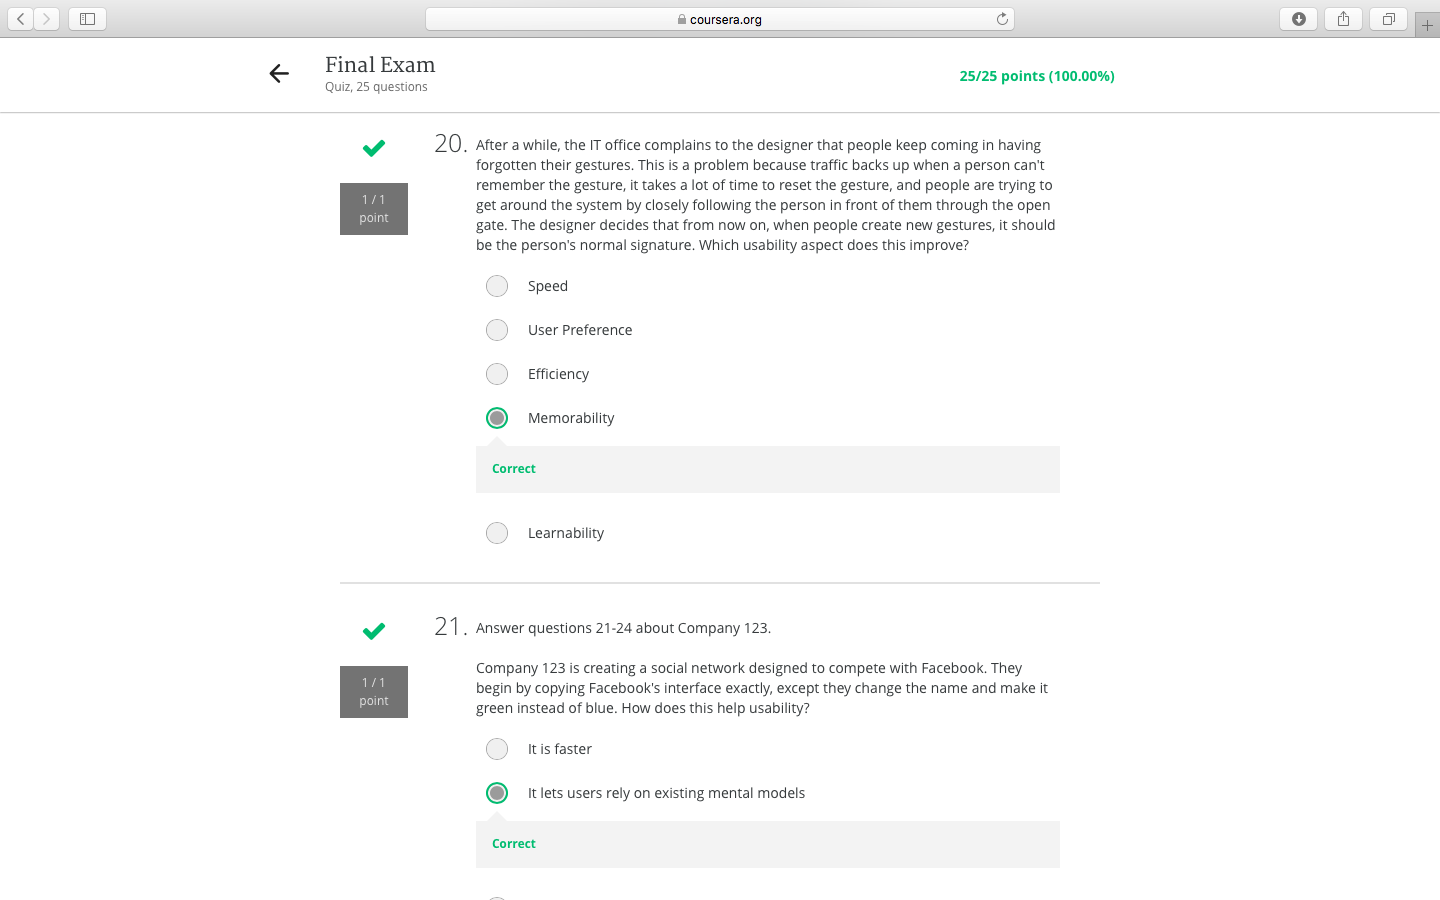 coursera.org
Final Exam
Quiz, 25 questions
25/25 points (100.00%)
20.
After a while, the IT office complains to the designer that people keep coming in having
forgotten their gestures. This is a problem because traffic backs up when a person can't
remember the gesture, it takes a lot of time to reset the gesture, and people are trying to
get around the system by closely following the person in front of them through the open
gate. The designer decides that from now on, when people create new gestures, it should
be the person's normal signature. Which usability aspect does this improve?
1 / 1
point
Speed
User Preference
Efficiency
Memorability
Correct
Learnability
21.
Answer questions 21-24 about Company 123.
1 / 1
point
Company 123 is creating a social network designed to compete with Facebook. They
begin by copying Facebook's interface exactly, except they change the name and make it
green instead of blue. How does this help usability?
It is faster
It lets users rely on existing mental models
Correct